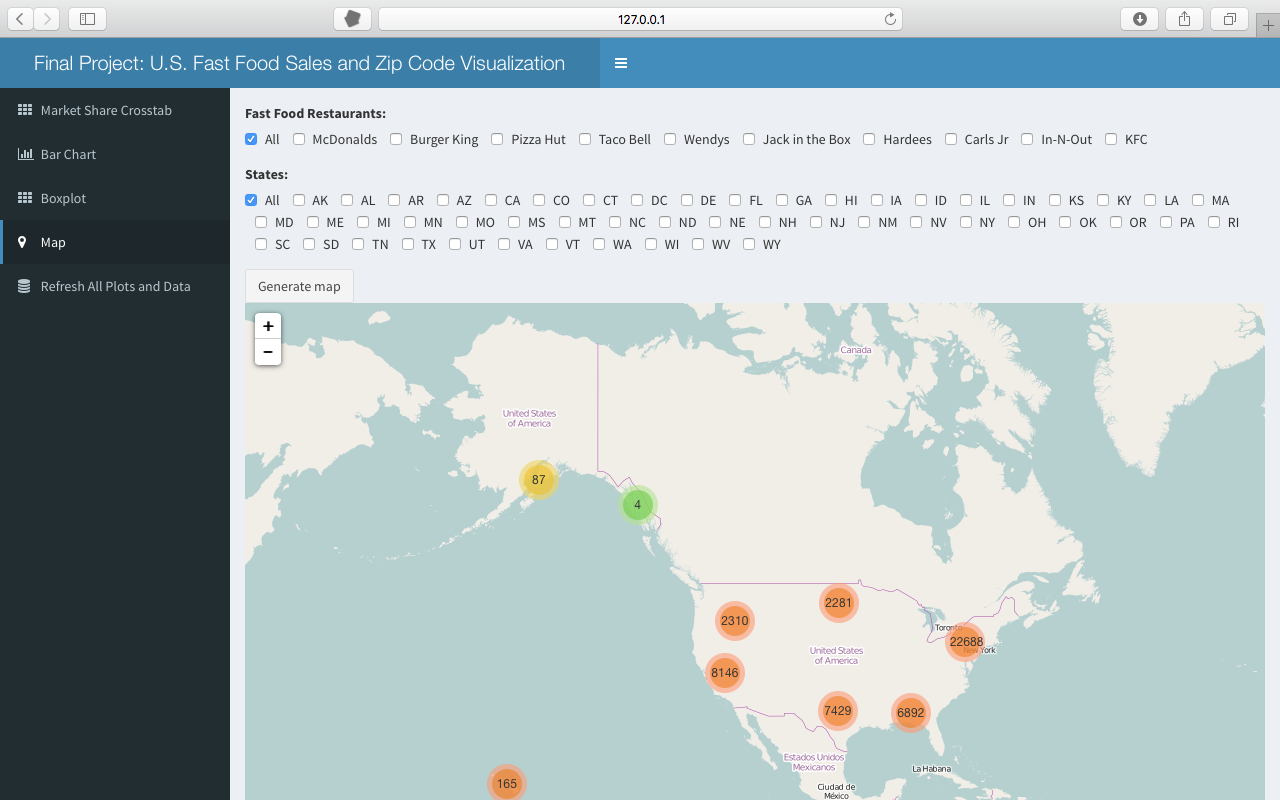 127.0.0.1
Final Project: U.S. Fast Food Sales and Zip Code Visualization
Market Share Crosstab
Bar Chart
Boxplot
Map
Refresh All Plots and Data
Fast Food Restaurants:
All McDonalds Burger King Pizza Hut Taco Bell Wendys Jack in the Box Hardees Carls Jr In-N-Out KFC
States:
All AK AL AR AZ CA CO CT DC DE FL GA HI IA ID IL IN KS KY LA MA
MD ME MI MN MO MS MT NC ND NE NH NJ NM NV NY OH OK OR PA RI
SC SD TN TX UT VA VT WA WI WV WY
Generate map
+
−
Canada
United States
of America
87
4
2281
2310
Toronto
22688
New York
United States
of America
8146
7429
6892
Estados Unidos
Mexicanos
La Habana
165
Ciudad de
México